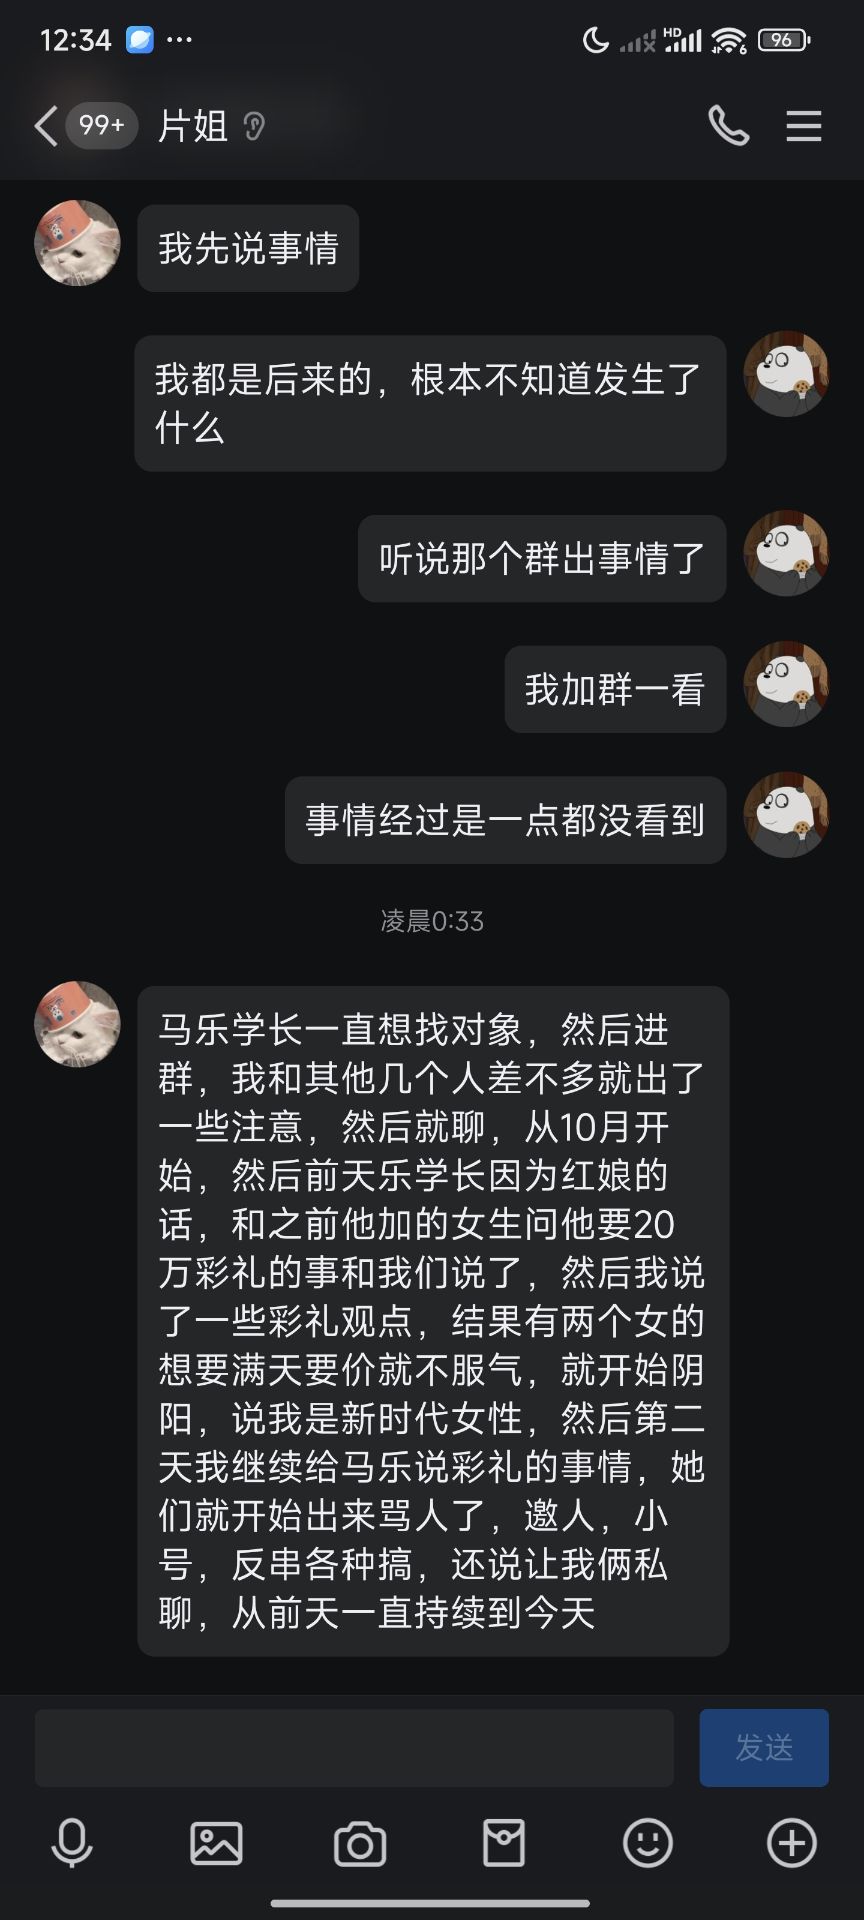 12:34
HD
6
96
99+
片姐
我先说事情
我都是后来的，根本不知道发生了
什么
听说那个群出事情了
我加群一看
事情经过是一点都没看到
凌晨0:33
马乐学长一直想找对象，然后进
群，我和其他几个人差不多就出了
一些注意，然后就聊，从10月开
始，然后前天乐学长因为红娘的
话，和之前他加的女生问他要20
万彩礼的事和我们说了，然后我说
了一些彩礼观点，结果有两个女的
想要满天要价就不服气，就开始阴
阳，说我是新时代女性，然后第二
天我继续给马乐说彩礼的事情，她
们就开始出来骂人了，邀人，小
号，反串各种搞，还说让我俩私
聊，从前天一直持续到今天
发送